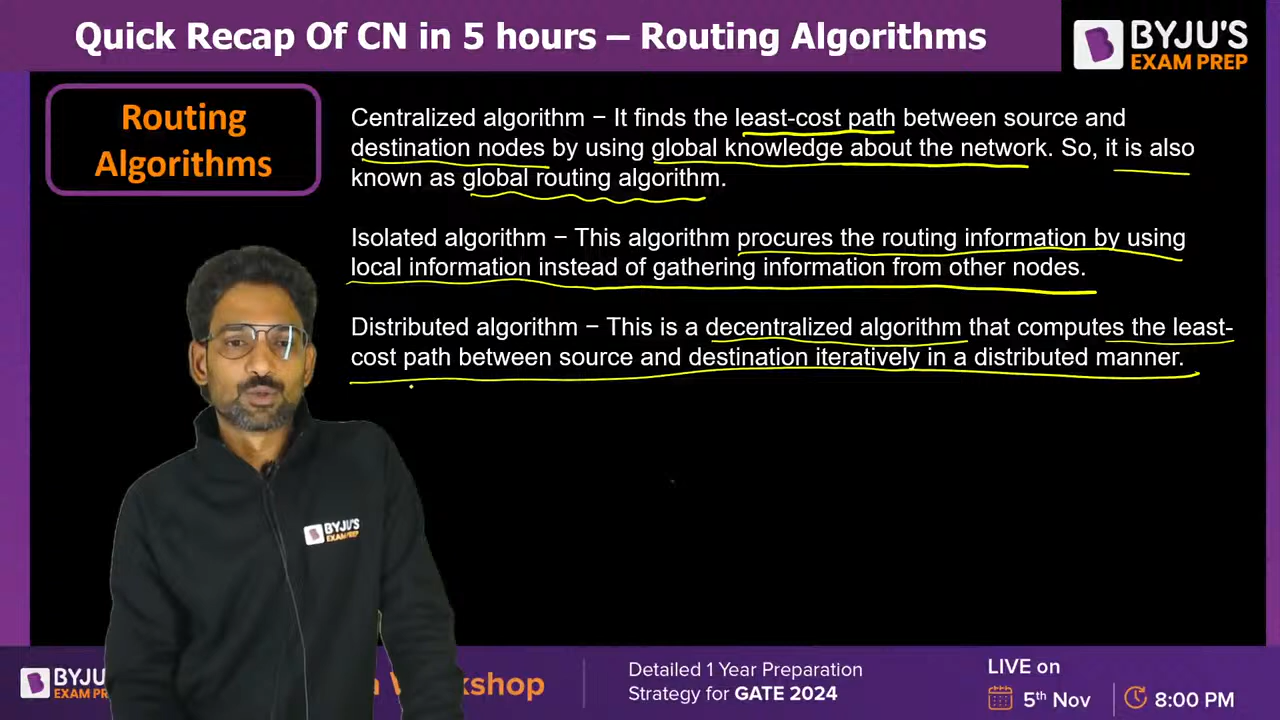 Quick Recap Of CN in 5 hours – Routing Algorithms
BYJU'S
EXAM PREP
Routing
Algorithms
Centralized algorithm − It finds the least-cost path between source and
destination nodes by using global knowledge about the network. So, it is also
known as global routing algorithm.
Isolated algorithm − This algorithm procures the routing information by using
local information instead of gathering information from other nodes.
Distributed algorithm − This is a decentralized algorithm that computes the least-
cost path between source and destination iteratively in a distributed manner.
BYJU'S
EXAM PREP
Detailed 1 Year Preparation
Strategy for GATE 2024
LIVE on
5th Nov
8:00 PM